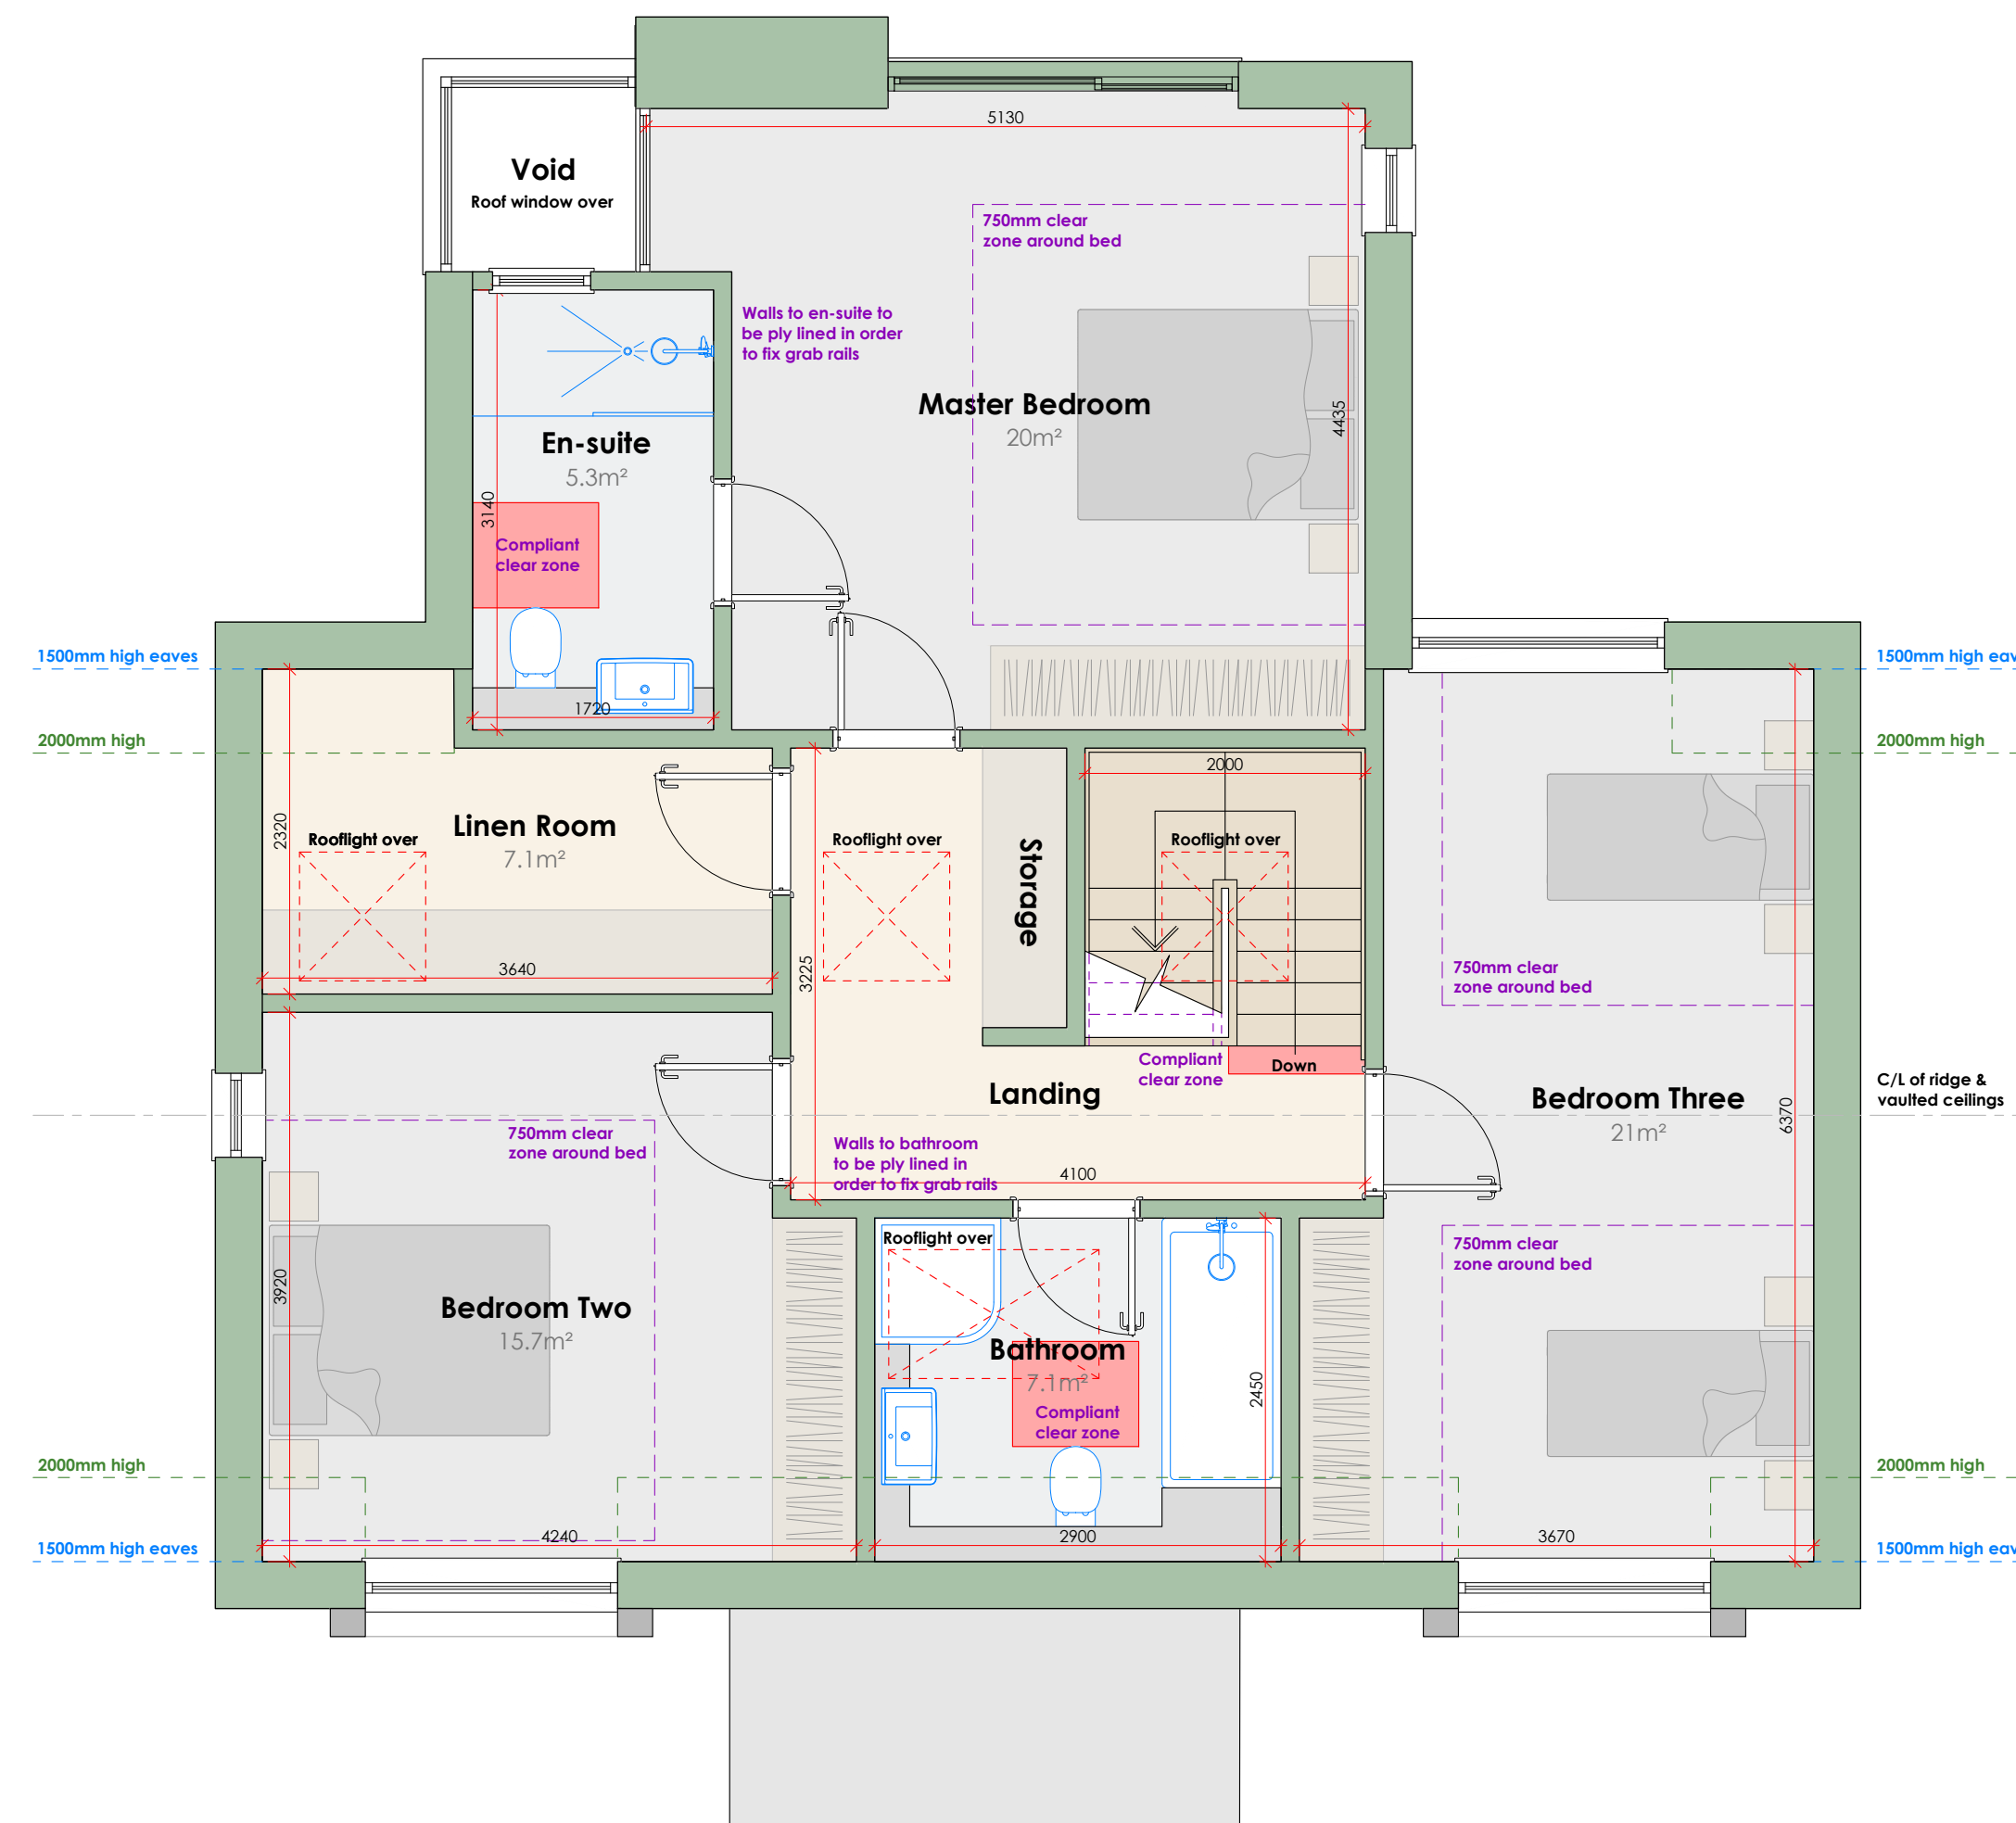 5130
Void
Roof window over
750mm clear
zone around bed
Walls to en-suite to
be ply lined in order
to fix grab rails
Master Bedroom
20m²
4435
En-suite
5.3m²
3140
Compliant
clear zone
1720
1500mm high eaves
1500mm high eav
2000mm high
2000mm high
2000
Linen Room
7.1m²
2320
Rooflight over
Rooflight over
Rooflight over
Storage
3640
3225
750mm clear
zone around bed
Compliant
clear zone
Down
Landing
Bedroom Three
21m²
6370
C/L of ridge &
vaulted ceilings
750mm clear
zone around bed
Walls to bathroom
to be ply lined in
order to fix grab rails
4100
Rooflight over
750mm clear
zone around bed
3920
Bedroom Two
15.7m²
Bathroom
7.1m²
Compliant
clear zone
2450
2000mm high
2000mm high
4240
2900
3670
1500mm high eaves
1500mm high eav